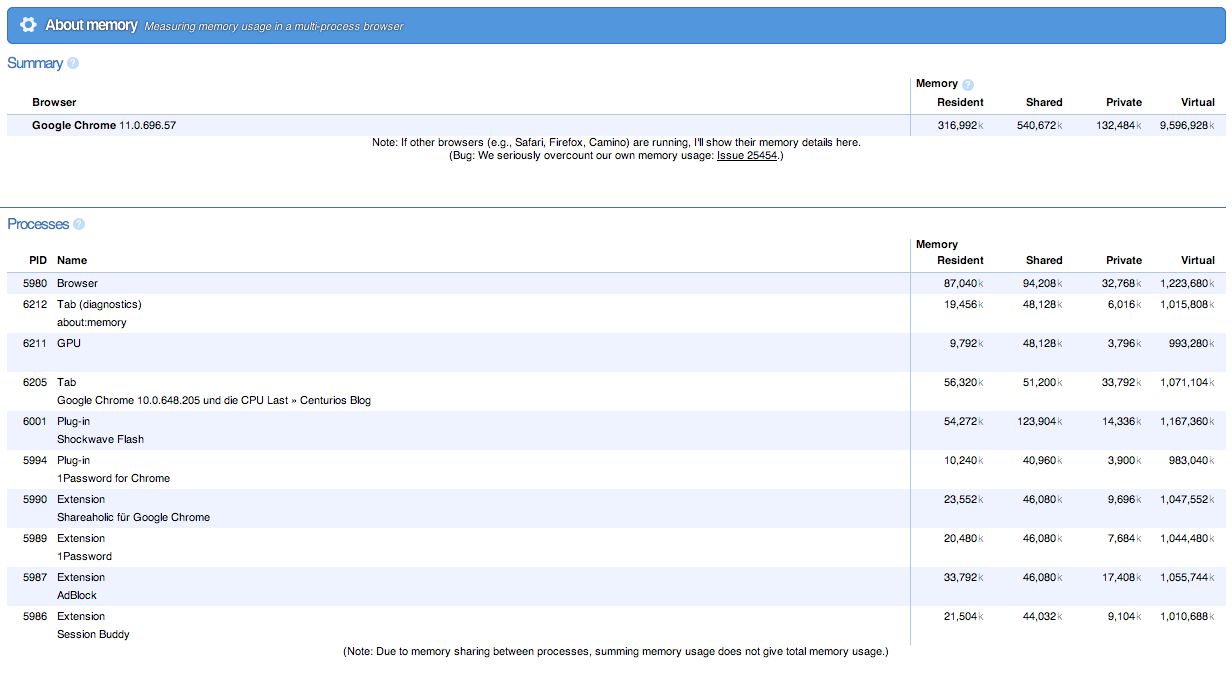 About memory Measuring memory usage in a multi-process browser
Summary ?
Memory ?
Browser Resident Shared Private Virtual
Google Chrome 11.0.696.57 316,992k 540,672k 132,484k 9,596,928k
Note: If other browsers (e.g., Safari, Firefox, Camino) are running, I'll show their memory details here.
(Bug: We seriously overcount our own memory usage: Issue 25454.)
Processes ?
Memory
PID Name Resident Shared Private Virtual
5980 Browser 87,040k 94,208k 32,768k 1,223,680k
6212 Tab (diagnostics) 19,456k 48,128k 6,016k 1,015,808k
about:memory
6211 GPU 9,792k 48,128k 3,796k 993,280k
6205 Tab 56,320k 51,200k 33,792k 1,071,104k
Google Chrome 10.0.648.205 und die CPU Last » Centurios Blog
6001 Plug-in 54,272k 123,904k 14,336k 1,167,360k
Shockwave Flash
5994 Plug-in 10,240k 40,960k 3,900k 983,040k
1Password for Chrome
5990 Extension 23,552k 46,080k 9,696k 1,047,552k
Shareaholic für Google Chrome
5989 Extension 20,480k 46,080k 7,684k 1,044,480k
1Password
5987 Extension 33,792k 46,080k 17,408k 1,055,744k
AdBlock
5986 Extension 21,504k 44,032k 9,104k 1,010,688k
Session Buddy
(Note: Due to memory sharing between processes, summing memory usage does not give total memory usage.)